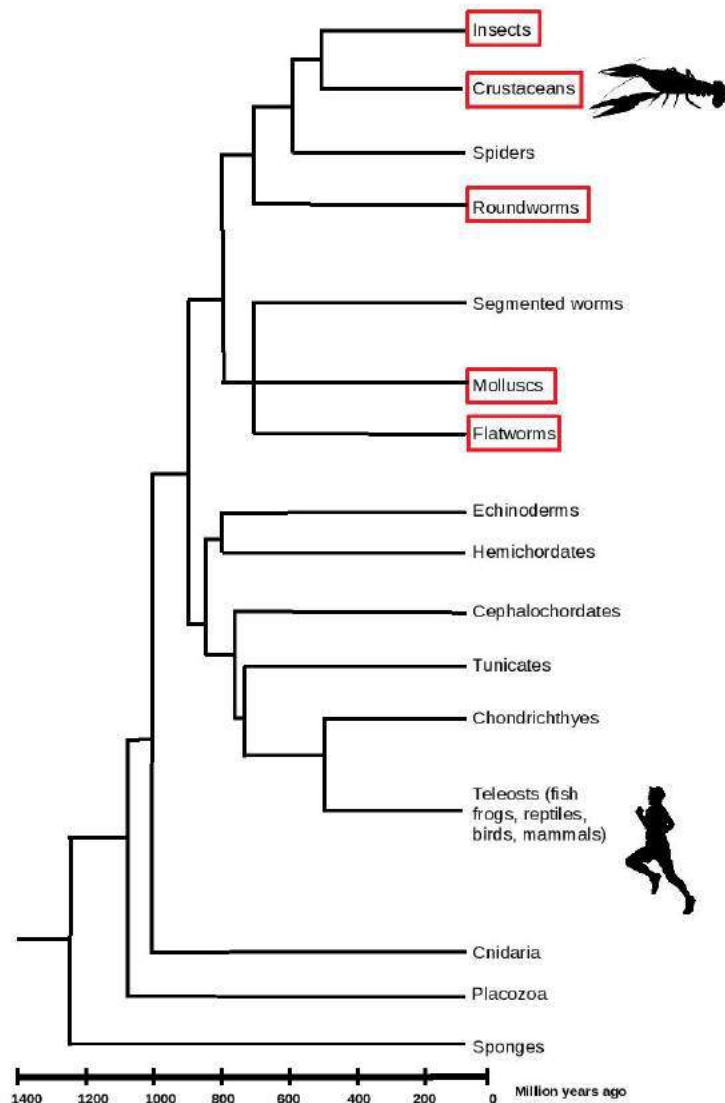 Insects
Crustaceans
Spiders
Roundworms
Segmented worms
Molluscs
Flatworms
Echinoderms
Hemichordates
Cephalochordates
Tunicates
Chondrichthyes
Teleosts (fish
frogs, reptiles,
birds, mammals)
Cnidaria
Placozoa
Sponges
1400 1200 1000 800 600 400 200 0 Million years ago